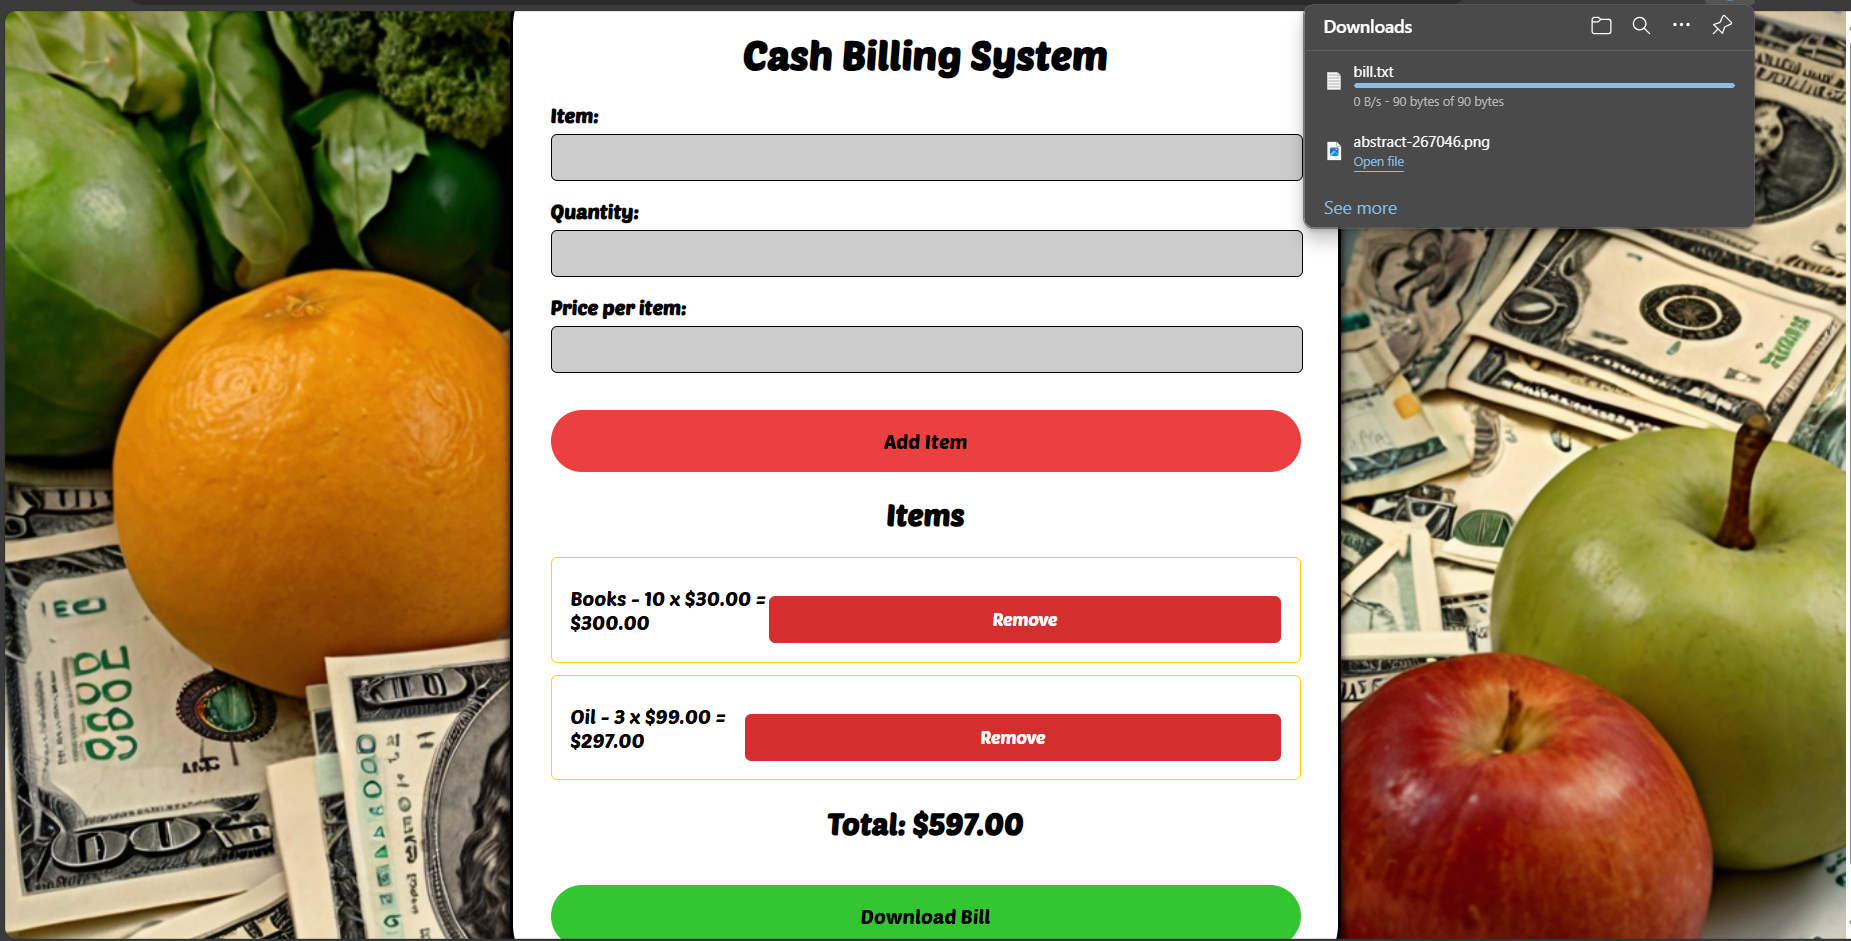 Cash Billing System
Item:
Quantity:
Price per item:
Add Item
Items
Books - 10 x $30.00 =
$300.00
Remove
Oil - 3 x $99.00 =
$297.00
Remove
Total: $597.00
Download Bill
Downloads
bill.txt
0 B/s - 90 bytes of 90 bytes
abstract-267046.png
Open file
See more